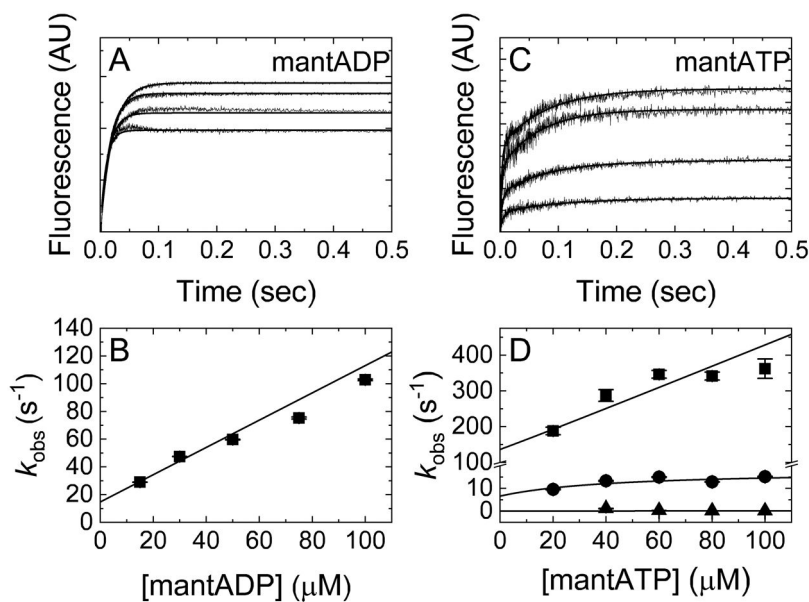 A
mantADP
Fluorescence (AU)
0.0 0.1 0.2 0.3 0.4 0.5
Time (sec)
C
mantATP
Fluorescence (AU)
0.0 0.1 0.2 0.3 0.4 0.5
Time (sec)
B
140
120
100
80
60
40
20
0
kobs (s-1)
0 20 40 60 80 100
[mantADP] (μM)
D
400
300
200
100
10
0
kobs (s-1)
0 20 40 60 80 100
[mantATP] (μM)